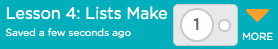 Lesson 4: Lists Make
Saved a few seconds ago
1
MORE